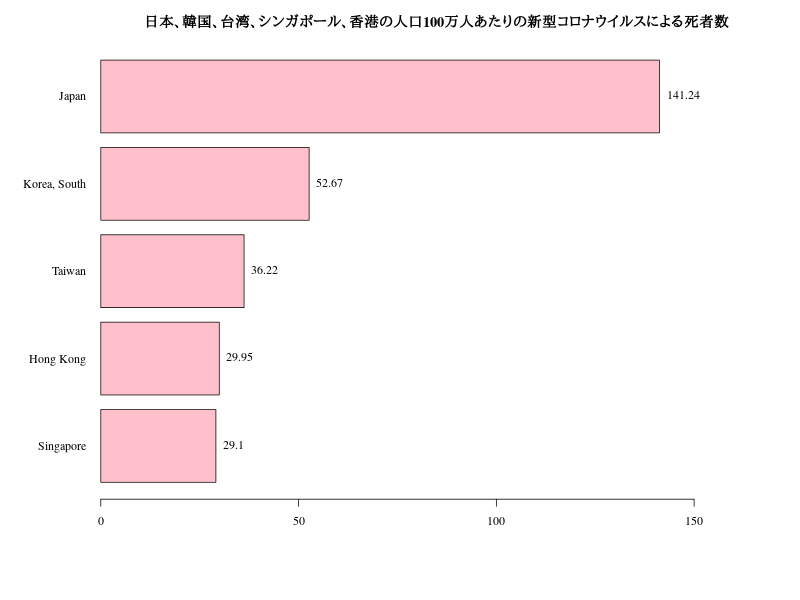 日本、韓国、台湾、シンガポール、香港の人口100万人あたりの新型コロナウイルスによる死者数
Japan 141.24
Korea, South 52.67
Taiwan 36.22
Hong Kong 29.95
Singapore 29.1
0 50 100 150